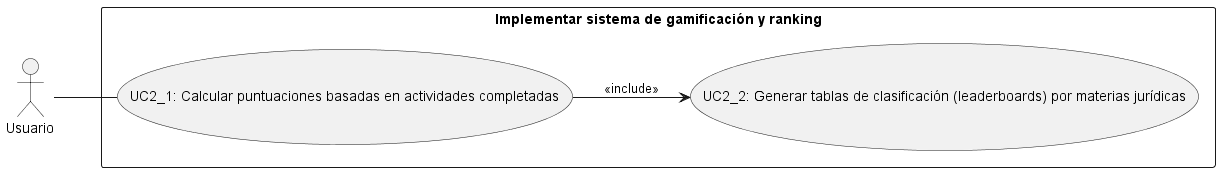 Implementar sistema de gamificación y ranking
Usuario
UC2_1: Calcular puntuaciones basadas en actividades completadas
«include»
UC2_2: Generar tablas de clasificación (leaderboards) por materias jurídicas